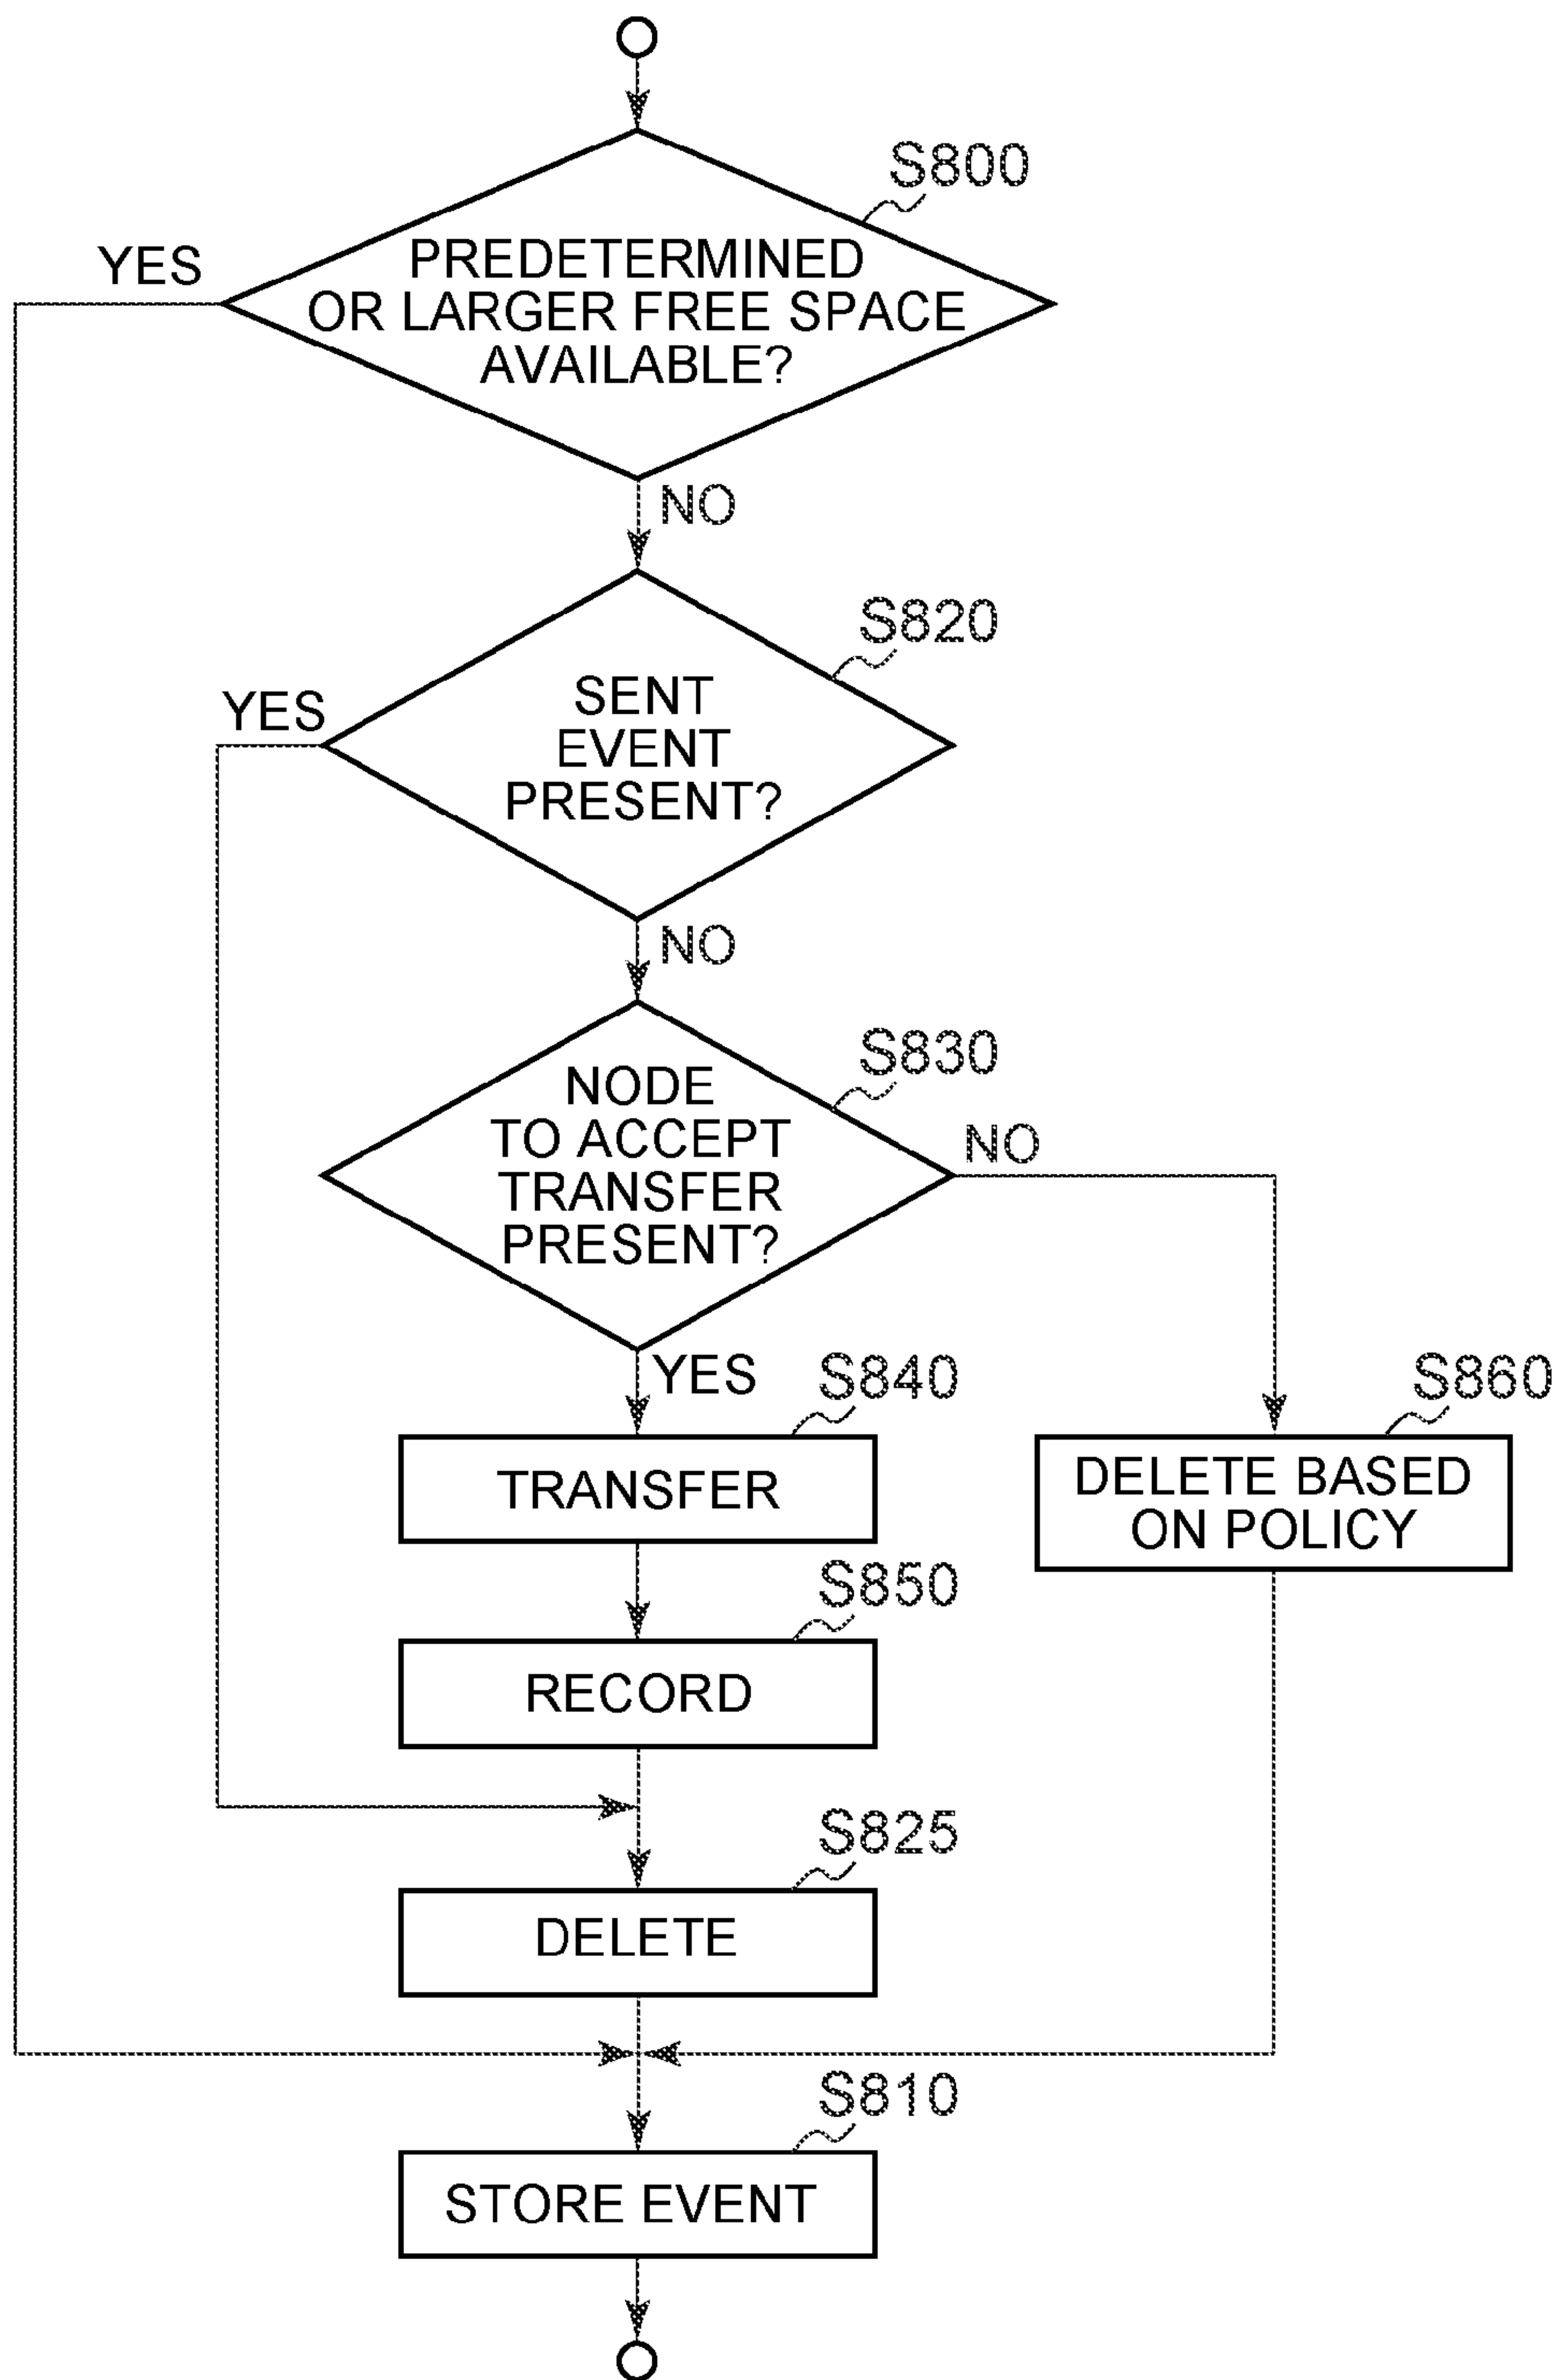 S800
YES
PREDETERMINED
OR LARGER FREE SPACE
AVAILABLE?
NO
S820
YES
SENT
EVENT
PRESENT?
NO
S830
NODE
TO ACCEPT
TRANSFER
PRESENT?
NO
YES
S840
S860
TRANSFER
DELETE BASED
ON POLICY
S850
RECORD
S825
DELETE
S810
STORE EVENT